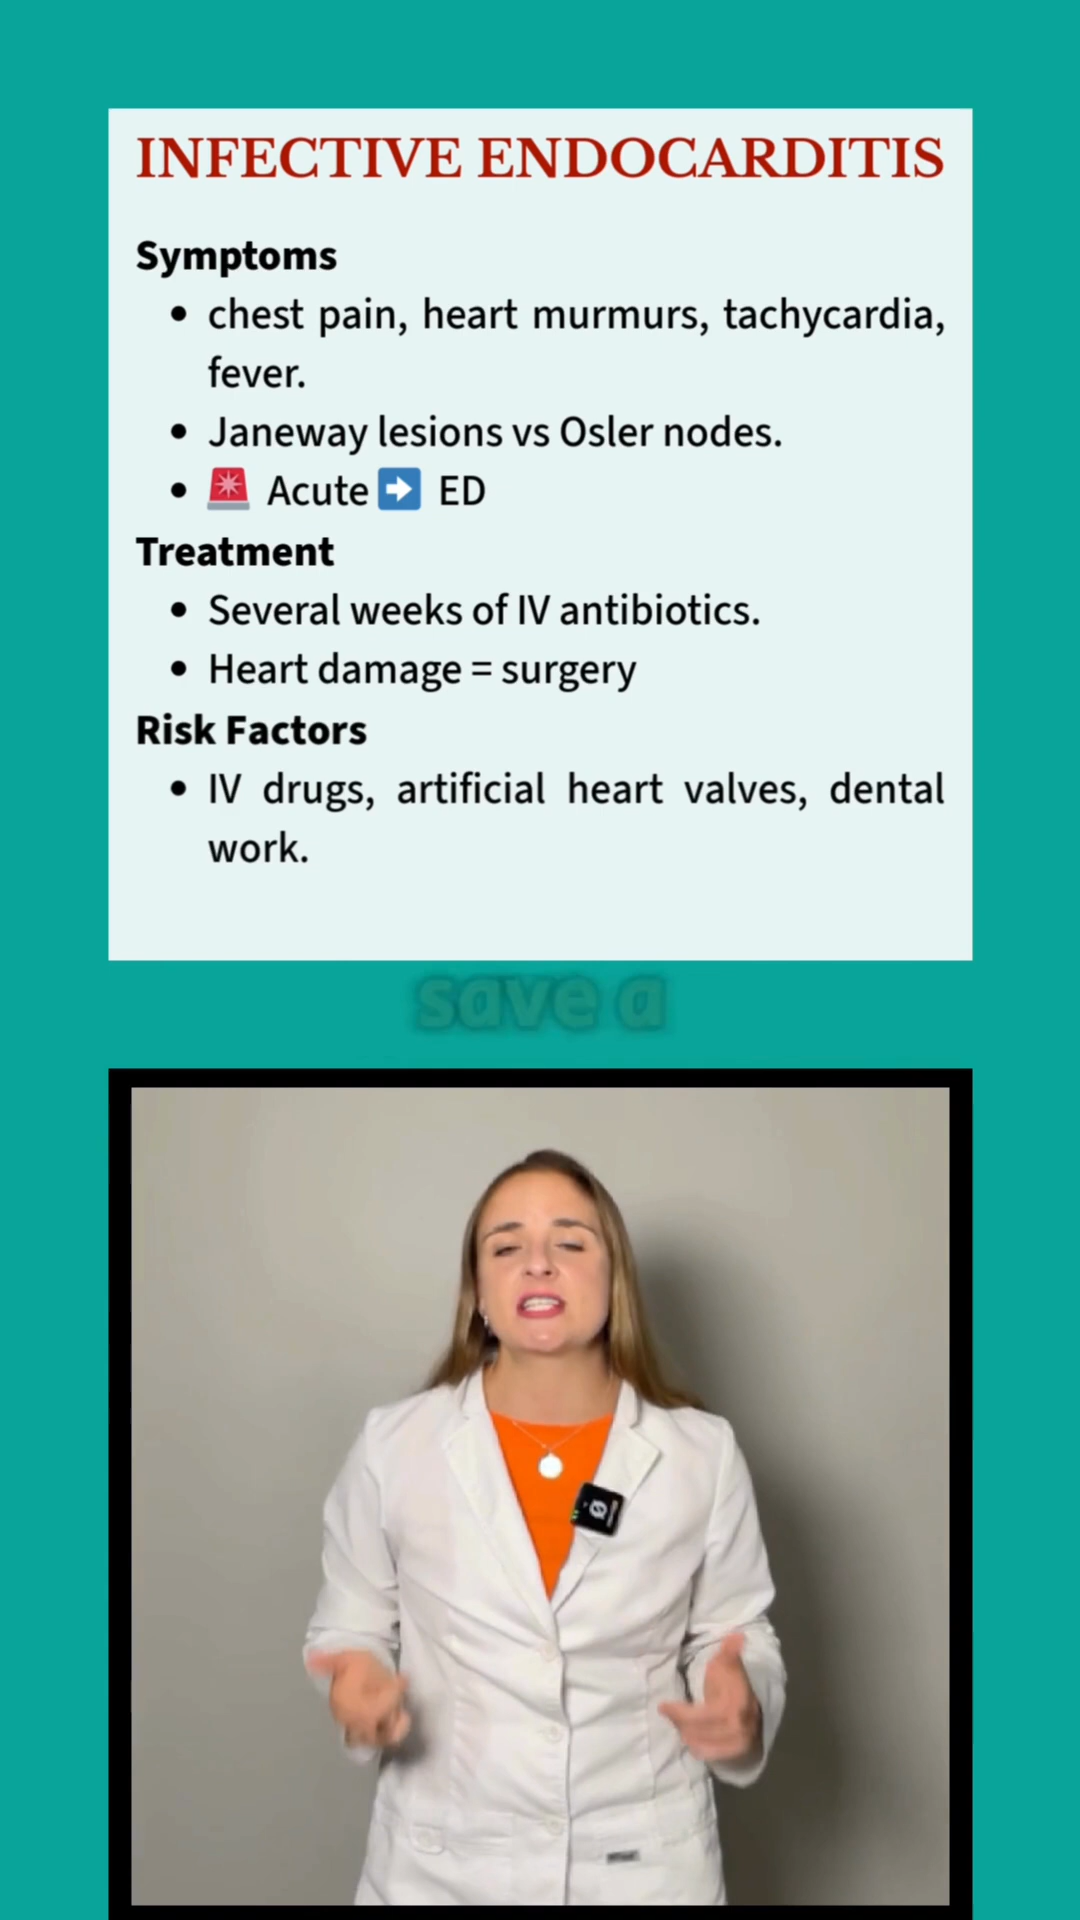 INFECTIVE ENDOCARDITIS
Symptoms
• chest pain, heart murmurs, tachycardia,
fever.
• Janeway lesions vs Osler nodes.
• 🚨 Acute ➡️ ED
Treatment
• Several weeks of IV antibiotics.
• Heart damage = surgery
Risk Factors
• IV drugs, artificial heart valves, dental
work.
save a